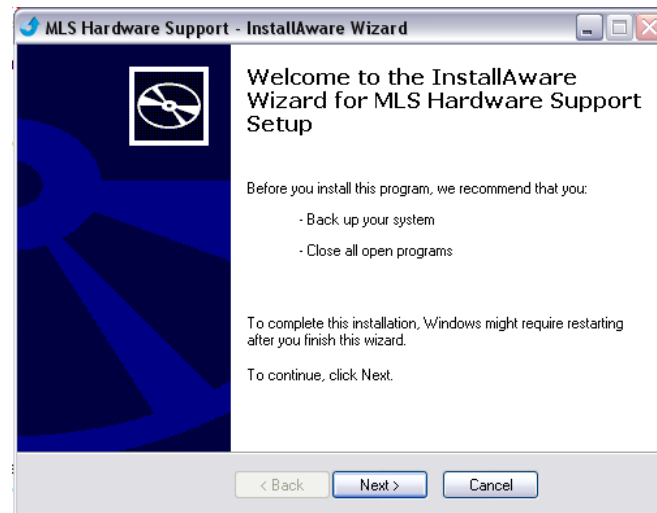 MLS Hardware Support - InstallAware Wizard
Welcome to the InstallAware
Wizard for MLS Hardware Support
Setup
Before you install this program, we recommend that you:
- Back up your system
- Close all open programs
To complete this installation, Windows might require restarting
after you finish this wizard.
To continue, click Next.
< Back
Next >
Cancel